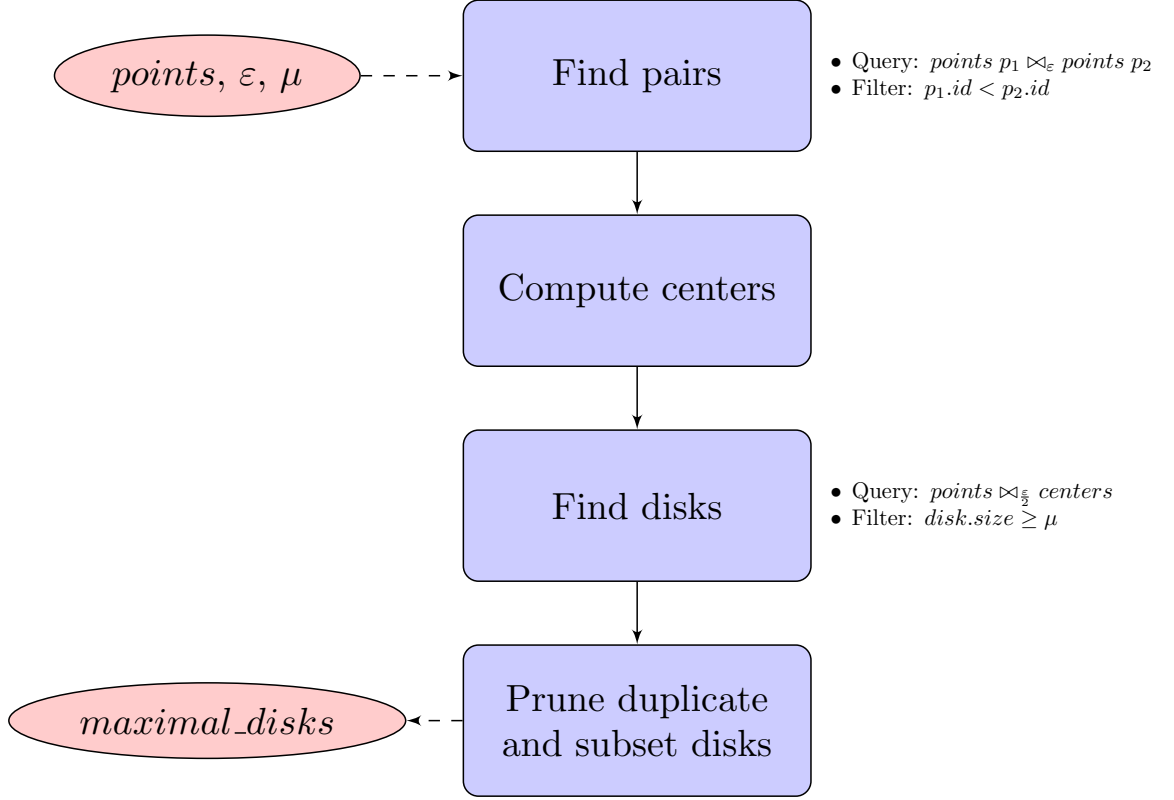 points, ε, μ
Find pairs
• Query: points p₁ ⋈_ε points p₂
• Filter: p₁.id < p₂.id
Compute centers
Find disks
• Query: points ⋈_{ε/2} centers
• Filter: disk.size ≥ μ
maximal_disks
Prune duplicate
and subset disks